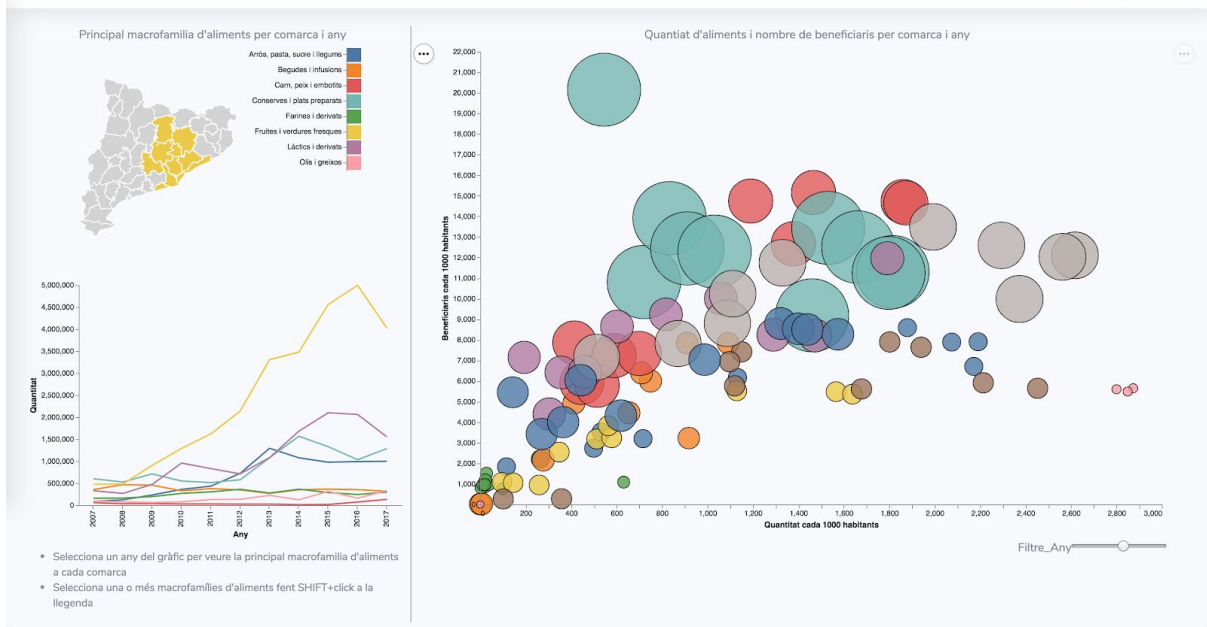 Principal macrofamilia d'aliments per comarca i any
Arròs, pasta, sucre i llegums
Begudes i infusions
Carn, peix i embotits
Conserves i plats preparats
Farines i derivats
Fruites i verdures fresques
Làctics i derivats
Olis i greixos
5,000,000
4,500,000
4,000,000
3,500,000
3,000,000
2,500,000
2,000,000
1,500,000
1,000,000
500,000
0
Quantitat
2007 2008 2009 2010 2011 2012 2013 2014 2015 2016 2017
Any
• Selecciona un any del gràfic per veure la principal macrofamilia d'aliments
a cada comarca
• Selecciona una o més macrofamílies d'aliments fent SHIFT+click a la
llegenda
Quantiat d'aliments i nombre de beneficiaris per comarca i any
22,000
21,000
20,000
19,000
18,000
17,000
16,000
15,000
14,000
13,000
12,000
11,000
10,000
9,000
8,000
7,000
6,000
5,000
4,000
3,000
2,000
1,000
0
Beneficiaris cada 1000 habitants
0 200 400 600 800 1,000 1,200 1,400 1,600 1,800 2,000 2,200 2,400 2,600 2,800 3,000
Quantitat cada 1000 habitants
Filtre_Any